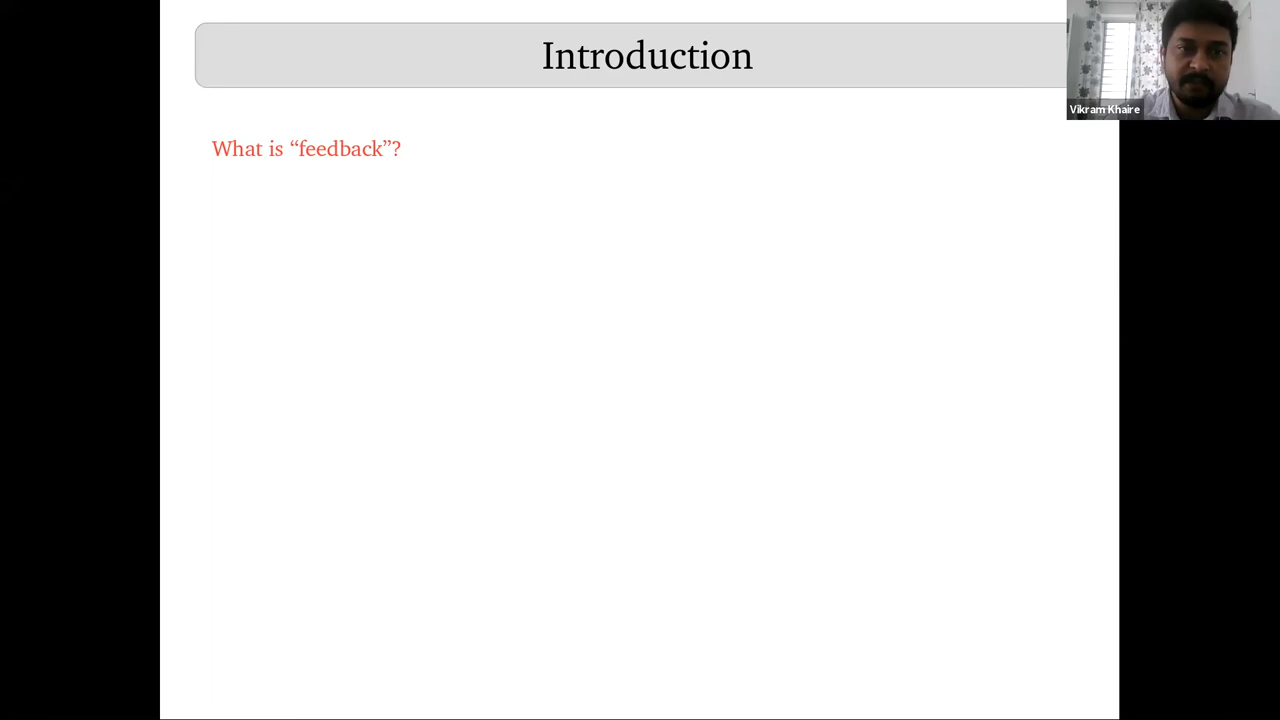 Introduction
Vikram Khaire
What is “feedback”?